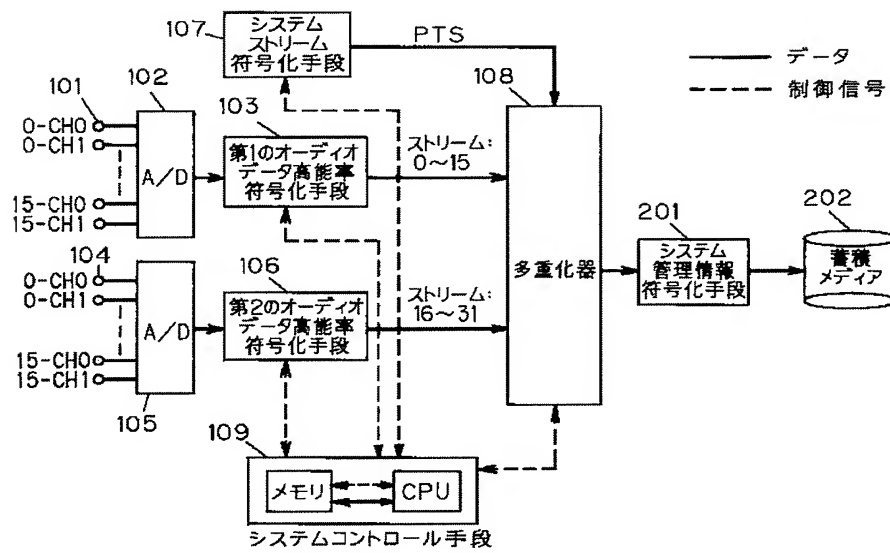 107
システム
ストリーム
符号化手段
PTS
データ
制御信号
101
102
103
108
0-CH0
0-CH1
15-CH0
15-CH1
A/D
第1のオーディオ
データ高能率
符号化手段
ストリーム:
0~15
104
105
106
0-CH0
0-CH1
15-CH0
15-CH1
A/D
第2のオーディオ
データ高能率
符号化手段
ストリーム:
16~31
多重化器
201
システム
管理情報
符号化手段
202
蓄積
メディア
109
メモリ
CPU
システムコントロール手段